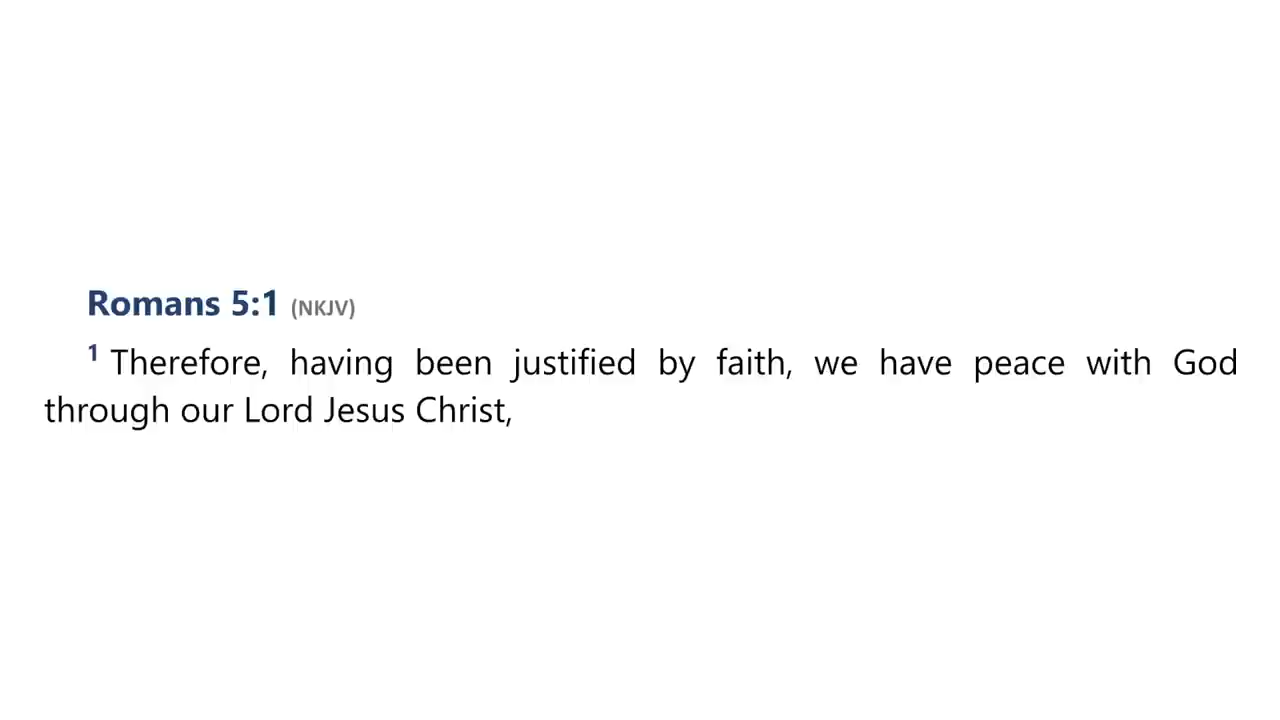 Romans 5:1 (NKJV)
1 Therefore, having been justified by faith, we have peace with God
through our Lord Jesus Christ,